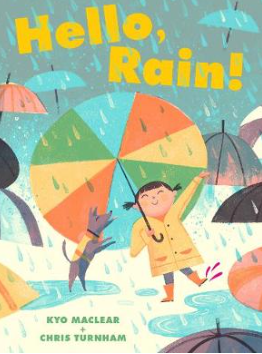 Hello,
Rain!
KYO MACLEAR
+
CHRIS TURNHAM